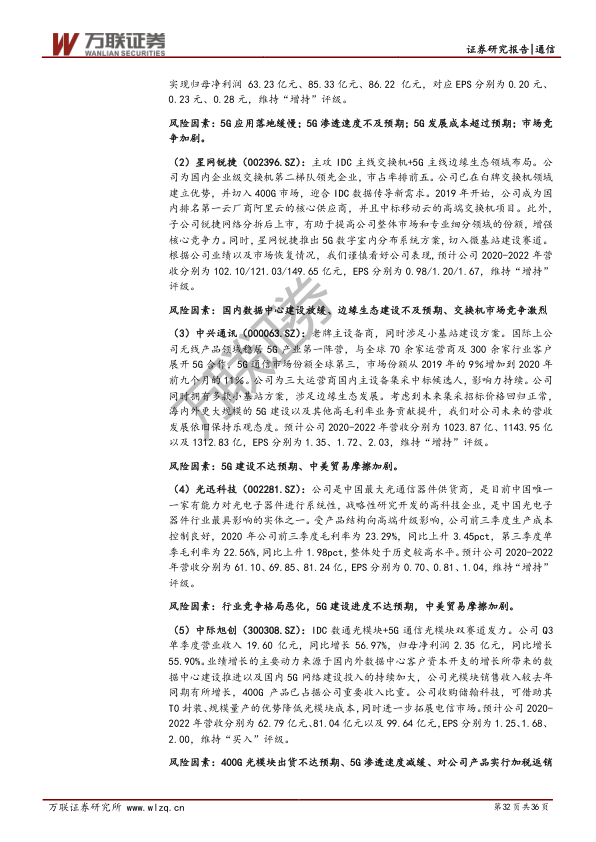 万联证券
WANLIAN SECURITIES
证券研究报告|通信
实现归母净利润 63.23 亿元、85.33 亿元、86.22 亿元，对应 EPS 分别为 0.20 元、
0.23 元、0.28 元，维持“增持”评级。
风险因素：5G 应用落地缓慢；5G 渗透速度不及预期；5G 发展成本超过预期；市场竞
争加剧。
（2）星网锐捷（002396.SZ）：主攻 IDC 主线交换机+5G 主线边缘生态领域布局。公
司为国内企业级交换机第二梯队领先企业，市占率排前五。公司已在白牌交换机领域
建立优势，并切入 400G 市场，迎合 IDC 数据传导新需求。2019 年开始，公司成为国
内排名第一云厂商阿里云的核心供应商，并且中标移动云的高端交换机项目。此外，
子公司锐捷网络分拆后上市，有助于提高公司整体市场和专业细分领域的份额，增强
核心竞争力。同时，星网锐捷推出 5G 数字室内分布系统方案，切入微基站建设赛道。
根据公司业绩以及市场恢复情况，我们谨慎看好公司表现，预计公司 2020-2022 年营
收分别为 102.10/121.03/149.65 亿元，EPS 分别为 0.98/1.20/1.67，维持“增持”
评级。
风险因素：国内数据中心建设放缓、边缘生态建设不及预期、交换机市场竞争激烈
（3）中兴通讯（000063.SZ）：老牌主设备商，同时涉足小基站建设方案。国际上公
司无线产品领域稳居 5G 产业第一阵营，与全球 70 余家运营商及 300 余家行业客户
展开 5G 合作，5G 通信市场份额全球第三，市场份额从 2019 年的 9%增加到 2020 年
前九个月的 11%。公司为三大运营商国内主设备集采中标候选人，影响力持续。公司
同时拥有多款小基站方案，涉足边缘生态发展。考虑到未来集采招标价格回归正常，
海内外更大规模的 5G 建设以及其他高毛利率业务贡献提升，我们对公司未来的营收
发展依旧保持乐观态度。预计公司 2020-2022 年营收分别为 1023.87 亿、1143.95 亿
以及 1312.83 亿，EPS 分别为 1.35、1.72、2.03，维持“增持”评级。
风险因素：5G 建设不达预期、中美贸易摩擦加剧。
（4）光迅科技（002281.SZ）：公司是中国最大光通信器件供货商，是目前中国唯一
一家有能力对光电子器件进行系统性，战略性研究开发的高科技企业，是中国光电子
器件行业最具影响的实体之一。受产品结构向高端升级影响，公司前三季度生产成本
控制良好，2020 年公司前三季度毛利率为 23.29%，同比上升 3.45pct，第三季度单
季毛利率为 22.56%，同比上升 1.98pct，整体处于历史较高水平。预计公司 2020-2022
年营收分别为 61.10、69.85、81.24 亿，EPS 分别为 0.70、0.81、1.04，维持“增持”
评级。
风险因素：行业竞争格局恶化，5G 建设进度不达预期，中美贸易摩擦加剧。
（5）中际旭创（300308.SZ）：IDC 数通光模块+5G 通信光模块双赛道发力。公司 Q3
单季度营业收入 19.60 亿元，同比增长 56.97%，归母净利润 2.35 亿元，同比增长
55.90%。业绩增长的主要动力来源于国内外数据中心客户资本开支的增长所带来的数
据中心建设推进以及国内 5G 网络建设投入的持续加大，公司光模块销售收入较去年
同期有所增长，400G 产品已占据公司重要收入比重。公司收购储翰科技，可借助其
TO 封装、规模量产的优势降低光模块成本，同时进一步拓展电信市场。预计公司 2020-
2022 年营收分别为 62.79 亿元、81.04 亿元以及 99.64 亿元，EPS 分别为 1.25、1.68、
2.00，维持“买入”评级。
风险因素：400G 光模块出货不达预期、5G 渗透速度减缓、对公司产品实行加税返销
万联证券
万联证券研究所 www.wlzq.cn
第 32 页 共 36 页